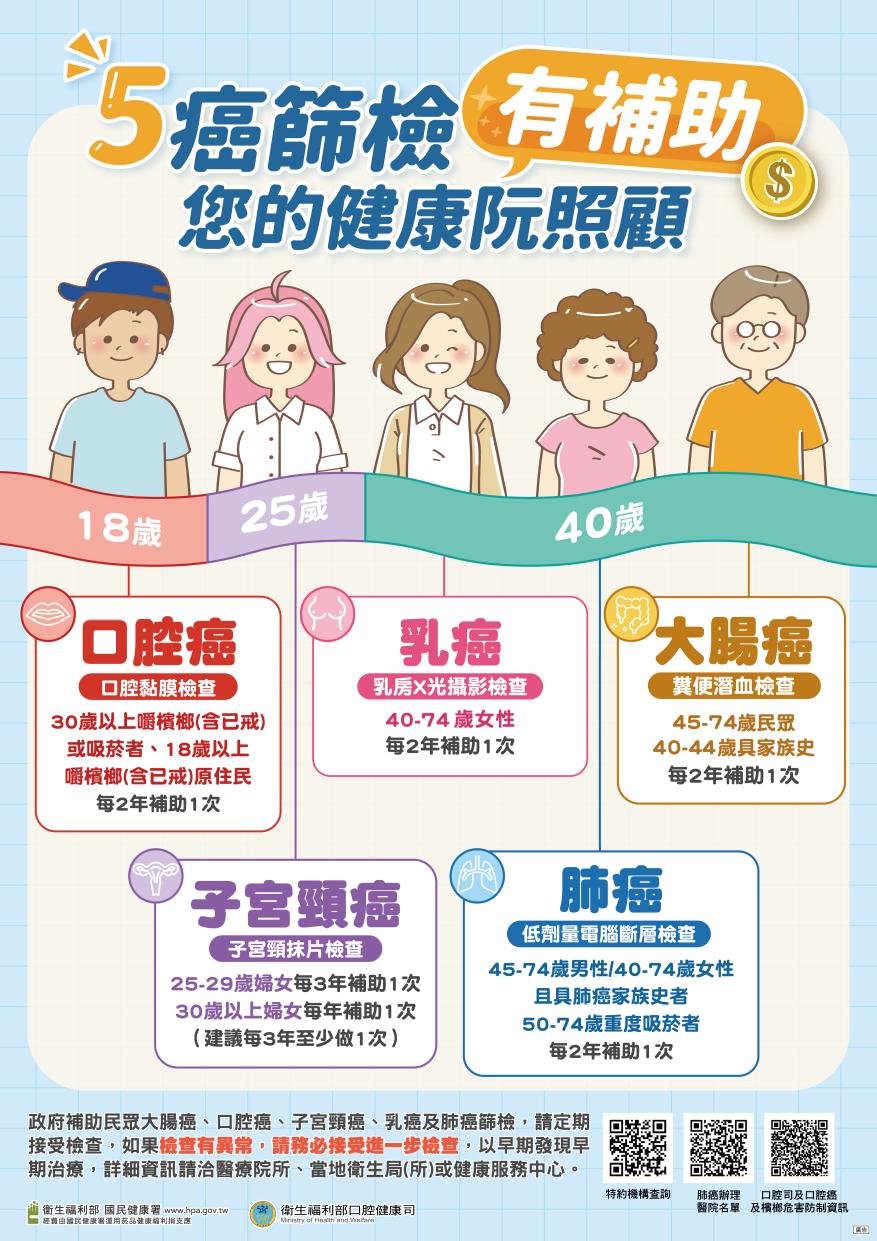 5癌篩檢 有補助
$
您的健康阮照顧
18歲
25歲
40歲
口腔癌
口腔黏膜檢查
30歲以上嚼檳榔(含已戒)
或吸菸者、18歲以上
嚼檳榔(含已戒)原住民
每2年補助1次
乳癌
乳房X光攝影檢查
40-74歲女性
每2年補助1次
大腸癌
糞便潛血檢查
45-74歲民眾
40-44歲具家族史
每2年補助1次
子宮頸癌
子宮頸抹片檢查
25-29歲婦女每3年補助1次
30歲以上婦女每年補助1次
(建議每3年至少做1次)
肺癌
低劑量電腦斷層檢查
45-74歲男性/40-74歲女性
且具肺癌家族史者
50-74歲重度吸菸者
每2年補助1次
政府補助民眾大腸癌、口腔癌、子宮頸癌、乳癌及肺癌篩檢，請定期
接受檢查，如果檢查有異常，請務必接受進一步檢查，以早期發現早
期治療，詳細資訊請洽醫療院所、當地衛生局(所)或健康服務中心。
特約機構查詢
肺癌辦理
醫院名單
口腔司及口腔癌
及檳榔危害防制資訊
衛生福利部 國民健康署 www.hpa.gov.tw
經費由國民健康署運用菸品健康福利捐支應
衛生福利部口腔健康司
Ministry of Health and Welfare
廣告